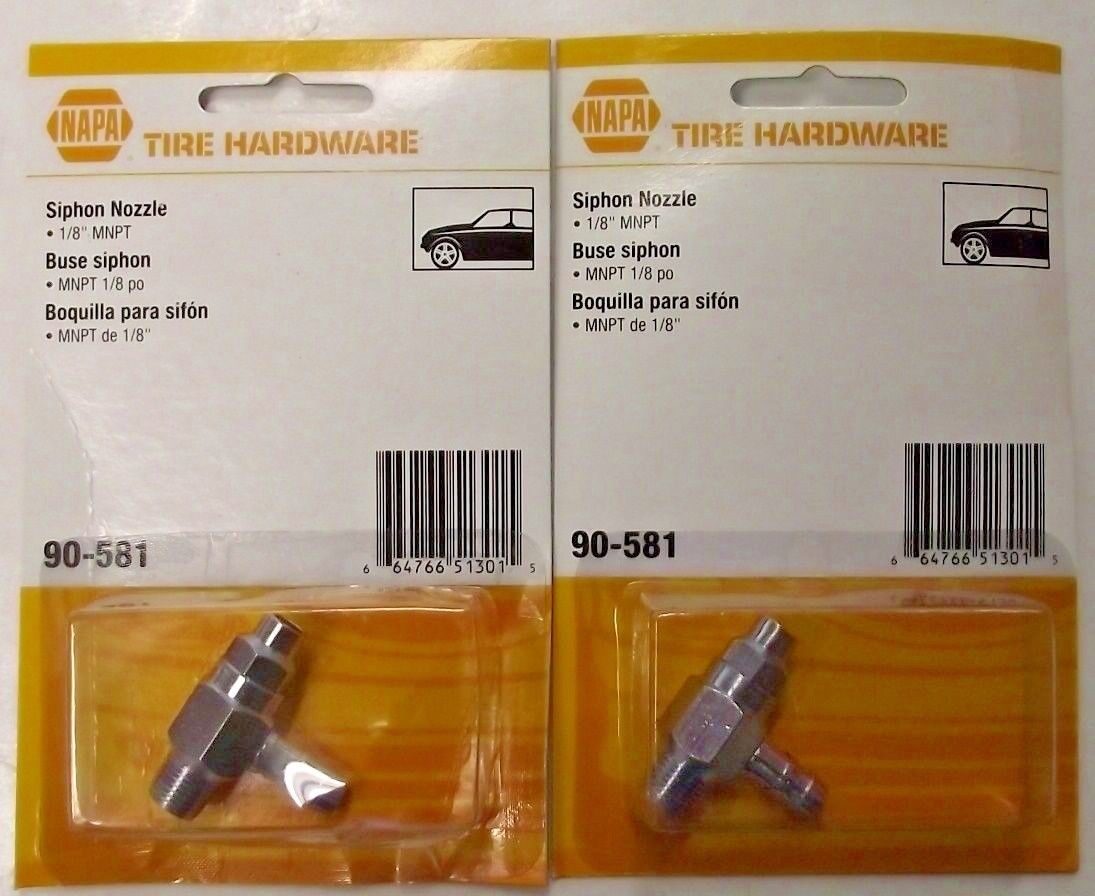 NAPA
TIRE HARDWARE
Siphon Nozzle
• 1/8" MNPT
Buse siphon
• MNPT 1/8 po
Boquilla para sifón
• MNPT de 1/8"
90-581
6 64766 51301 5
NAPA
TIRE HARDWARE
Siphon Nozzle
• 1/8" MNPT
Buse siphon
• MNPT 1/8 po
Boquilla para sifón
• MNPT de 1/8"
90-581
6 64766 51301 5